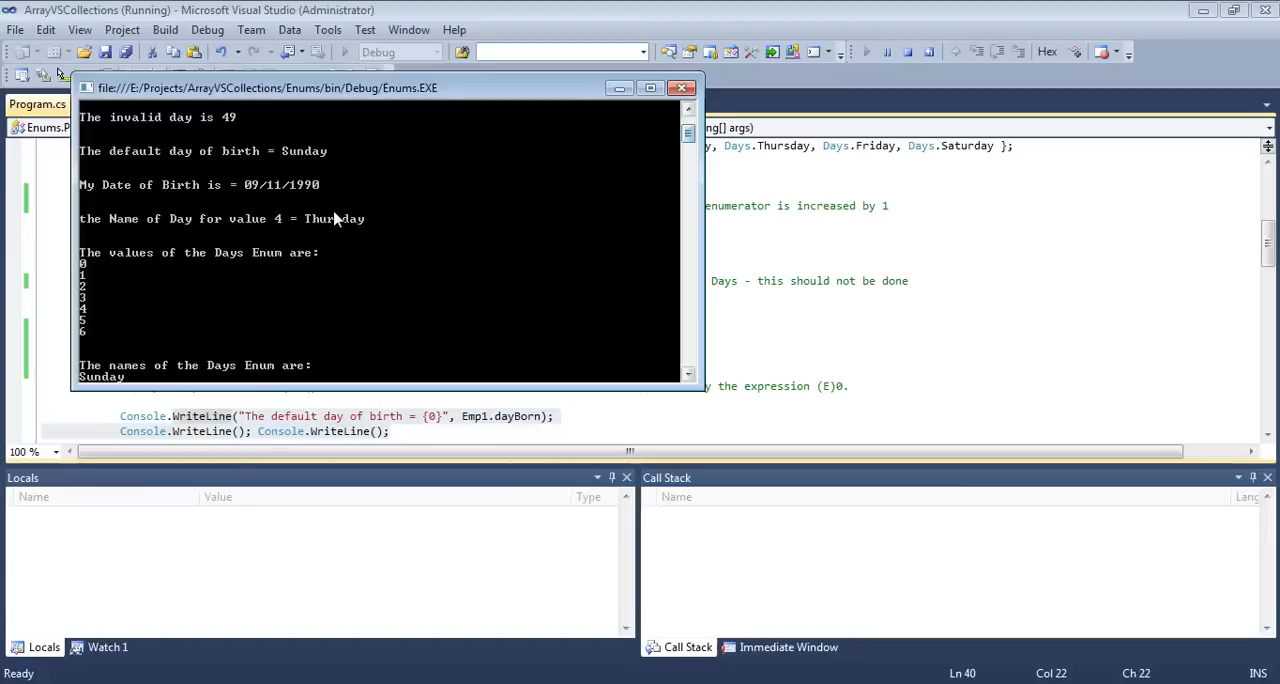 ArrayVSCollections (Running) - Microsoft Visual Studio (Administrator)
File Edit View Project Build Debug Team Data Tools Test Window Help
Debug Hex
file:///E:/Projects/ArrayVSCollections/Enums/bin/Debug/Enums.EXE
Program.cs
Enums.P ng[] args)
The invalid day is 49
y, Days.Thursday, Days.Friday, Days.Saturday };
The default day of birth = Sunday
My Date of Birth is = 09/11/1990
enumerator is increased by 1
the Name of Day for value 4 = Thursday
The values of the Days Enum are:
0
1
Days - this should not be done
2
3
4
5
6
The names of the Days Enum are:
Sunday
y the expression (E)0.
Console.WriteLine("The default day of birth = {0}", Emp1.dayBorn);
Console.WriteLine(); Console.WriteLine();
100 %
Locals
Name Value Type
Call Stack
Name Lang
Locals Watch 1
Call Stack Immediate Window
Ready Ln 40 Col 22 Ch 22 INS